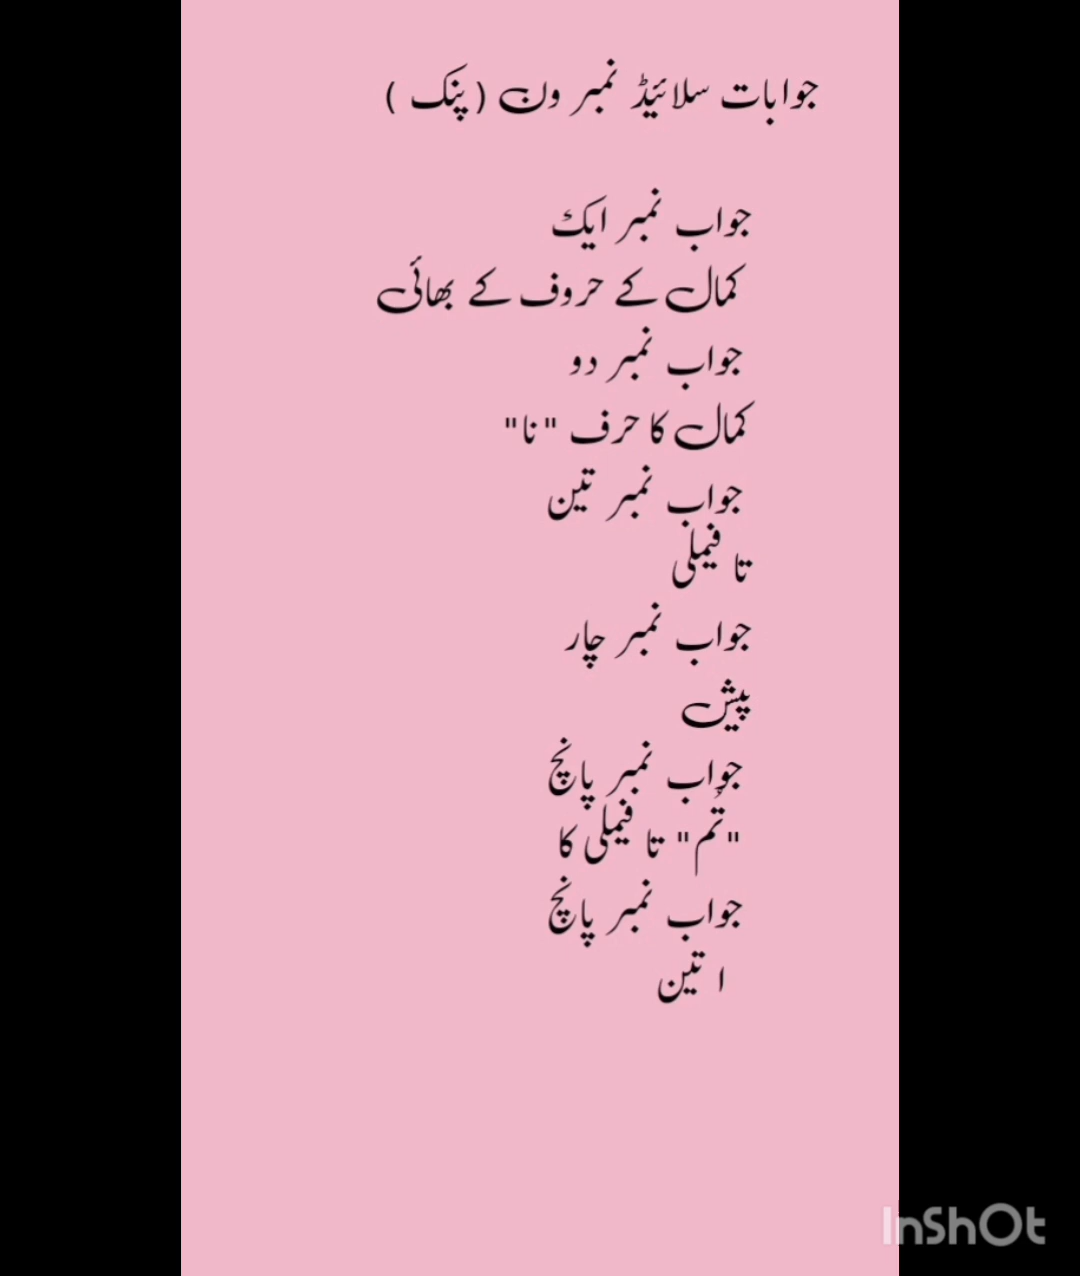 جوابات سلائیڈ نمبر ون ( پنک )
جواب نمبر ایک
کمال کے حروف کے بھائی
جواب نمبر دو
کمال کا حرف "نا"
جواب نمبر تین
تا فیملی
جواب نمبر چار
پیش
جواب نمبر پانچ
"تُم" تا فیملی کا
جواب نمبر پانچ
ا تین
InShOt